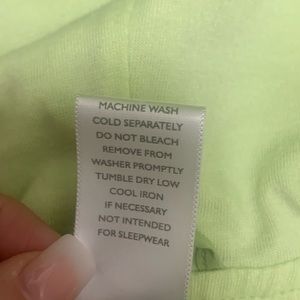 MACHINE WASH
COLD SEPARATELY
DO NOT BLEACH
REMOVE FROM
WASHER PROMPTLY
TUMBLE DRY LOW
COOL IRON
IF NECESSARY
NOT INTENDED
FOR SLEEPWEAR